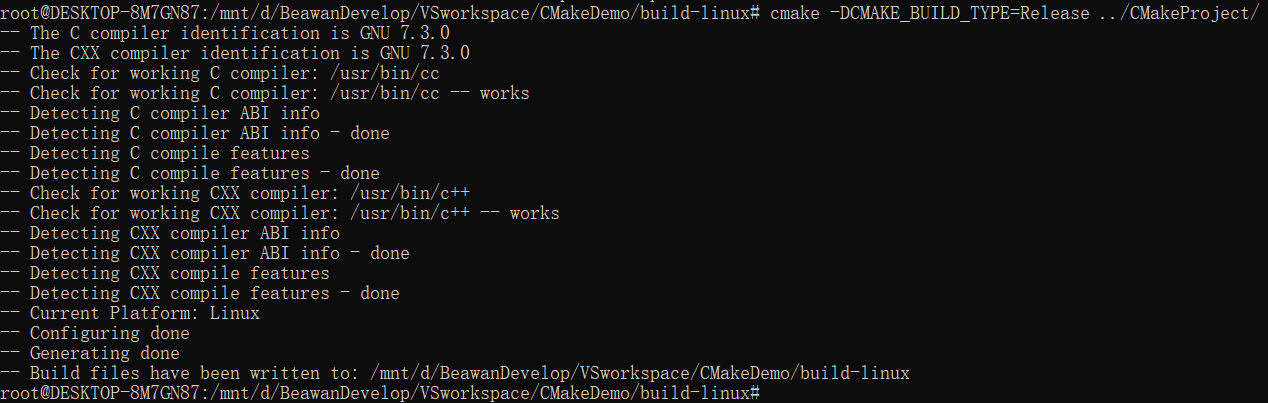 root@DESKTOP-8M7GN87:/mnt/d/BeawanDevelop/VSworkspace/CMakeDemo/build-linux# cmake -DCMAKE_BUILD_TYPE=Release ../CMakeProject/
-- The C compiler identification is GNU 7.3.0
-- The CXX compiler identification is GNU 7.3.0
-- Check for working C compiler: /usr/bin/cc
-- Check for working C compiler: /usr/bin/cc -- works
-- Detecting C compiler ABI info
-- Detecting C compiler ABI info - done
-- Detecting C compile features
-- Detecting C compile features - done
-- Check for working CXX compiler: /usr/bin/c++
-- Check for working CXX compiler: /usr/bin/c++ -- works
-- Detecting CXX compiler ABI info
-- Detecting CXX compiler ABI info - done
-- Detecting CXX compile features
-- Detecting CXX compile features - done
-- Current Platform: Linux
-- Configuring done
-- Generating done
-- Build files have been written to: /mnt/d/BeawanDevelop/VSworkspace/CMakeDemo/build-linux
root@DESKTOP-8M7GN87:/mnt/d/BeawanDevelop/VSworkspace/CMakeDemo/build-linux#